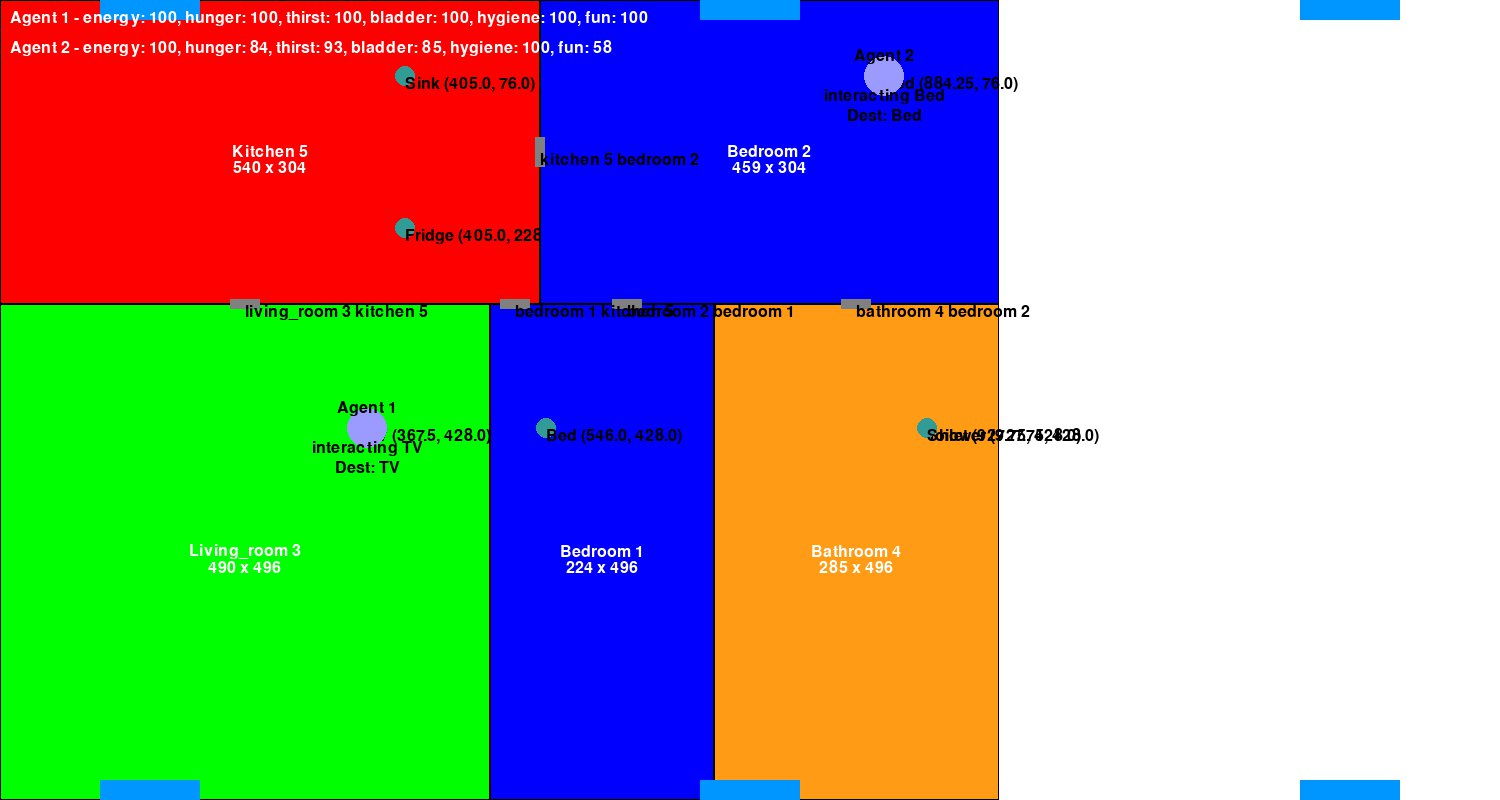 Agent 1 - energy: 100, hunger: 100, thirst: 100, bladder: 100, hygiene: 100, fun: 100
Agent 2 - energy: 100, hunger: 84, thirst: 93, bladder: 85, hygiene: 100, fun: 58
Agent 2
Sink (405.0, 76.0)
(884.25, 76.0)
interacting Bed
Dest: Bed
Kitchen 5
540 x 304
kitchen 5 bedroom 2
Bedroom 2
459 x 304
Fridge (405.0, 228
living_room 3 kitchen 5
bedroom 1 kitchen 5
bedroom 2 bedroom 1
bathroom 4 bedroom 2
Agent 1
(367.5, 428.0)
interacting TV
Dest: TV
Bed (546.0, 428.0)
Living_room 3
490 x 496
Bedroom 1
224 x 496
Bathroom 4
285 x 496